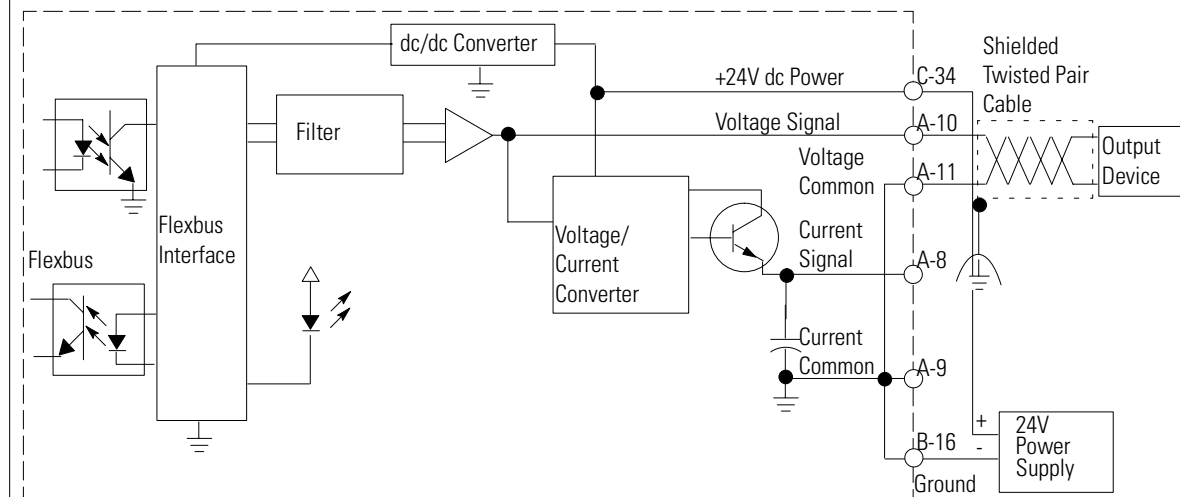 dc/dc Converter
Shielded
Twisted Pair
Cable
+24V dc Power
C-34
Filter
Voltage Signal
A-10
Output
Device
Voltage
Common
A-11
Flexbus
Interface
Voltage/
Current
Converter
Current
Signal
A-8
Flexbus
Current
Common
A-9
+
24V
Power
Supply
-
B-16
Ground